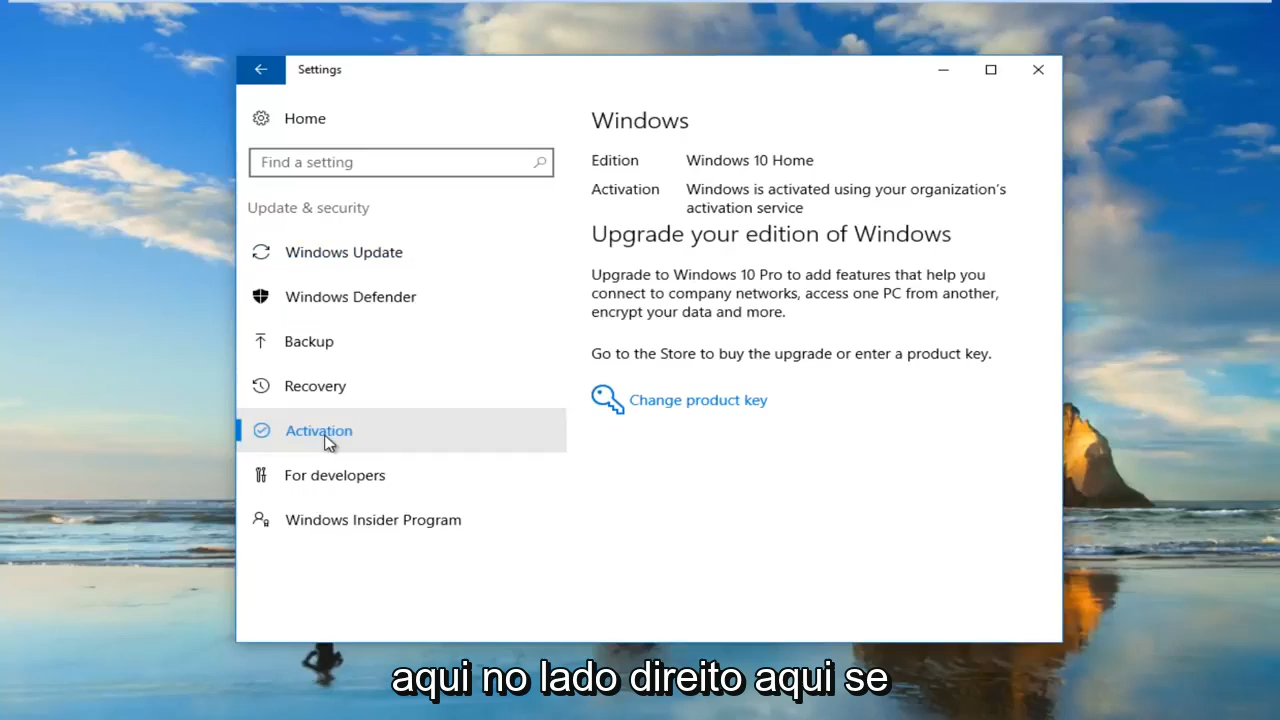 Settings
Home
Find a setting
Update & security
Windows Update
Windows Defender
Backup
Recovery
Activation
For developers
Windows Insider Program
Windows
Edition Windows 10 Home
Activation Windows is activated using your organization's
activation service
Upgrade your edition of Windows
Upgrade to Windows 10 Pro to add features that help you
connect to company networks, access one PC from another,
encrypt your data and more.
Go to the Store to buy the upgrade or enter a product key.
Change product key
aqui no lado direito aqui se